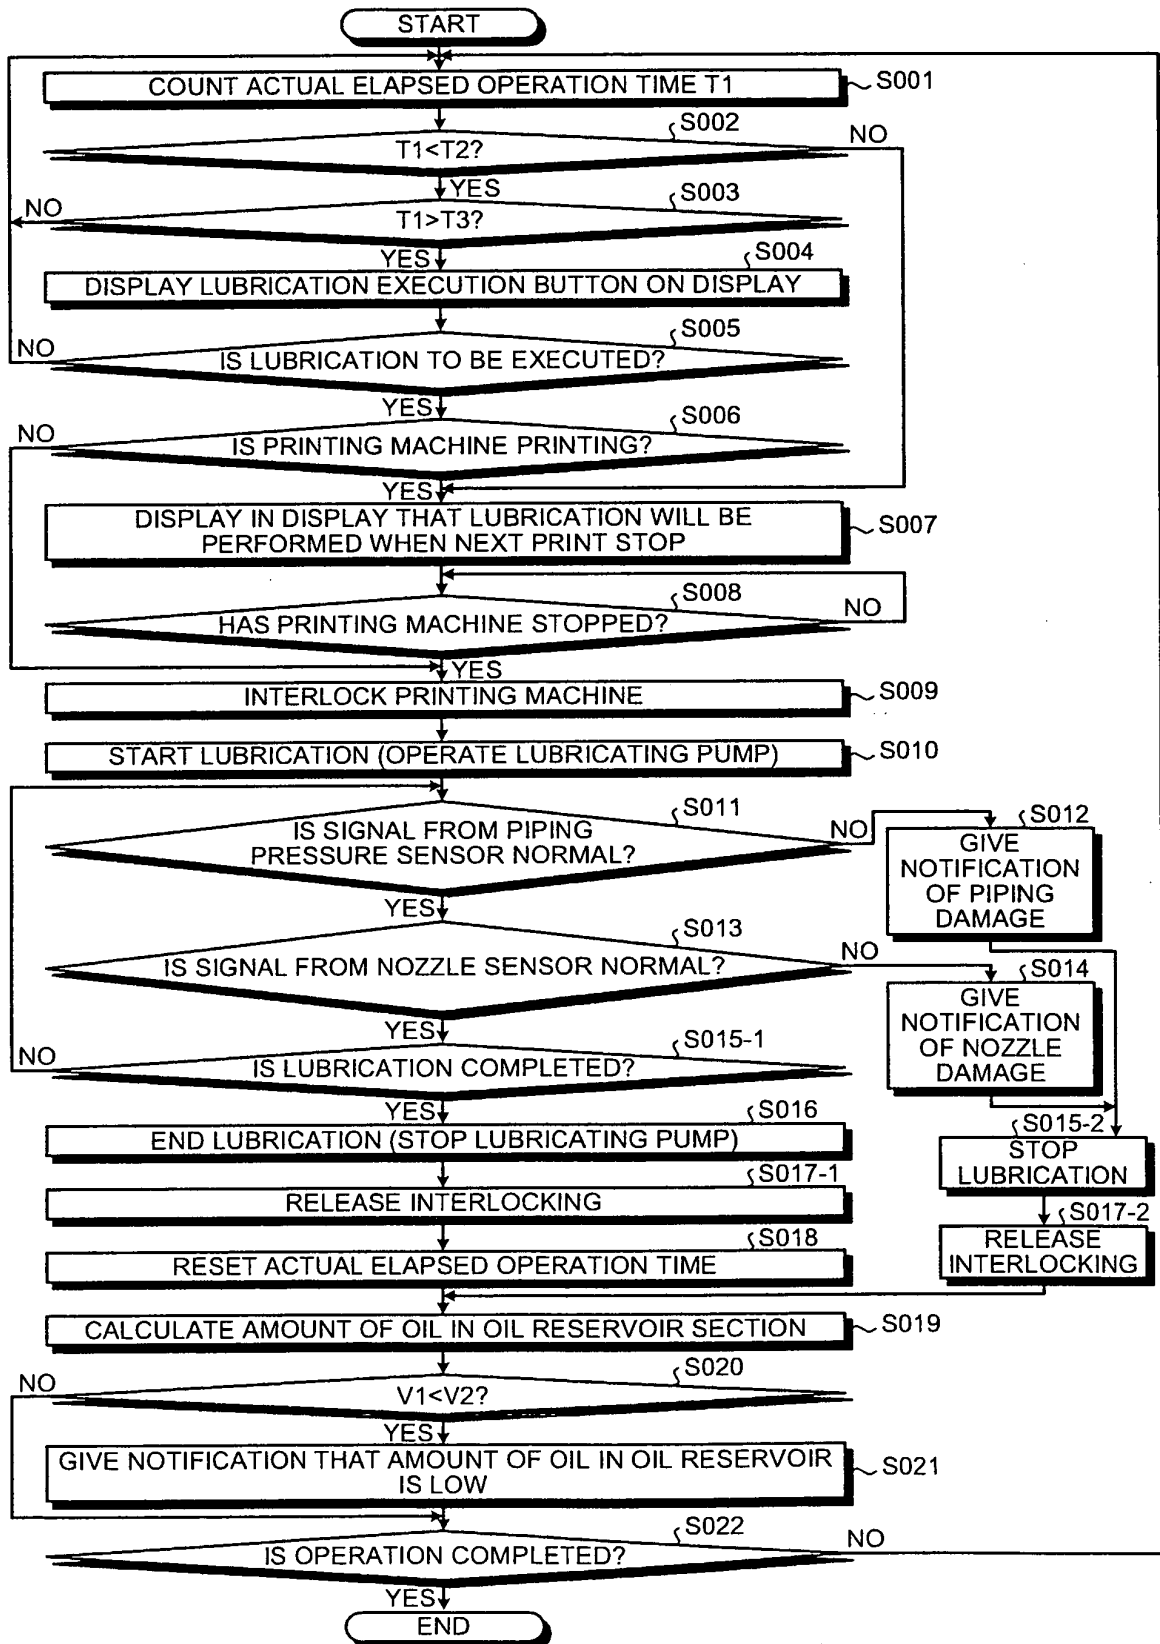 START
COUNT ACTUAL ELAPSED OPERATION TIME T1
S001
S002
T1<T2?
NO
YES
S003
NO
T1>T3?
YES
S004
DISPLAY LUBRICATION EXECUTION BUTTON ON DISPLAY
S005
NO
IS LUBRICATION TO BE EXECUTED?
YES
S006
NO
IS PRINTING MACHINE PRINTING?
YES
DISPLAY IN DISPLAY THAT LUBRICATION WILL BE
PERFORMED WHEN NEXT PRINT STOP
S007
S008
HAS PRINTING MACHINE STOPPED?
NO
YES
INTERLOCK PRINTING MACHINE
S009
START LUBRICATION (OPERATE LUBRICATING PUMP)
S010
S011
IS SIGNAL FROM PIPING
PRESSURE SENSOR NORMAL?
NO
S012
GIVE
NOTIFICATION
OF PIPING
DAMAGE
YES
S013
IS SIGNAL FROM NOZZLE SENSOR NORMAL?
NO
S014
GIVE
NOTIFICATION
OF NOZZLE
DAMAGE
YES
S015-1
NO
IS LUBRICATION COMPLETED?
YES
S016
END LUBRICATION (STOP LUBRICATING PUMP)
S015-2
STOP
LUBRICATION
S017-1
RELEASE INTERLOCKING
S017-2
RELEASE
INTERLOCKING
S018
RESET ACTUAL ELAPSED OPERATION TIME
CALCULATE AMOUNT OF OIL IN OIL RESERVOIR SECTION
S019
S020
NO
V1<V2?
YES
GIVE NOTIFICATION THAT AMOUNT OF OIL IN OIL RESERVOIR
IS LOW
S021
S022
IS OPERATION COMPLETED?
NO
YES
END